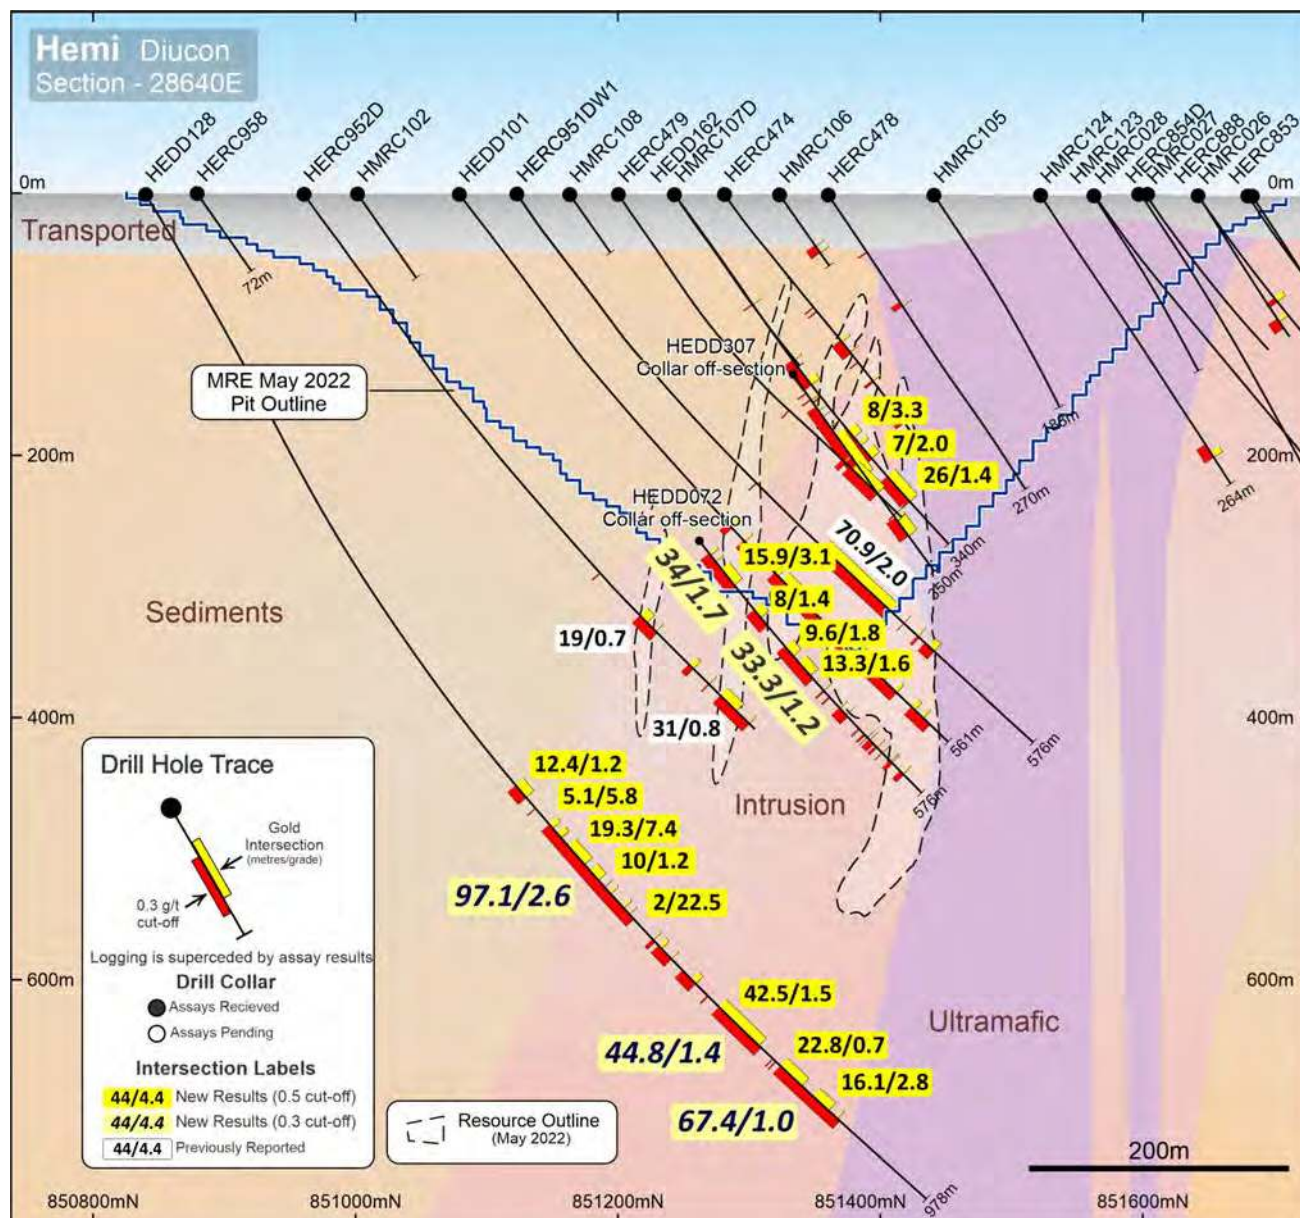 Hemi Diucon
Section - 28640E
HEDD128
HERC958
HERC952D
HMRC102
HEDD101
HERC951DW1
HMRC108
HERC479
HEDD162
HMRC107D
HERC474
HMRC106
HERC478
HMRC105
HMRC124
HMRC123
HMRC028
HERC854D
HMRC027
HERC888
HMRC026
HERC853
0m
0m
Transported
72m
MRE May 2022
Pit Outline
HEDD307
Collar off-section
8/3.3
7/2.0
26/1.4
186m
200m
200m
270m
264m
HEDD072
Collar off-section
70.9/2.0
340m
350m
15.9/3.1
34/1.7
8/1.4
Sediments
19/0.7
9.6/1.8
13.3/1.6
33.3/1.2
400m
400m
31/0.8
561m
576m
576m
12.4/1.2
5.1/5.8
Intrusion
19.3/7.4
10/1.2
97.1/2.6
2/22.5
600m
600m
42.5/1.5
Ultramafic
44.8/1.4
22.8/0.7
16.1/2.8
67.4/1.0
978m
Drill Hole Trace
Gold
Intersection
(metres/grade)
0.3 g/t
cut-off
Logging is superceded by assay results
Drill Collar
Assays Recieved
Assays Pending
Intersection Labels
44/4.4 New Results (0.5 cut-off)
44/4.4 New Results (0.3 cut-off)
44/4.4 Previously Reported
Resource Outline
(May 2022)
200m
850800mN
851000mN
851200mN
851400mN
851600mN